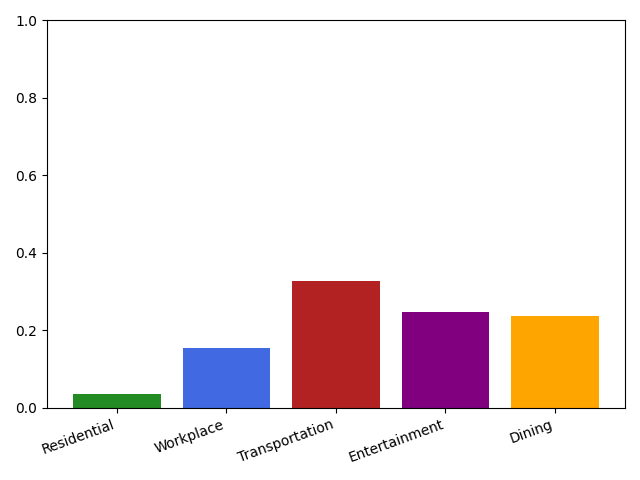 1.0
0.8
0.6
0.4
0.2
0.0
Residential
Workplace
Transportation
Entertainment
Dining